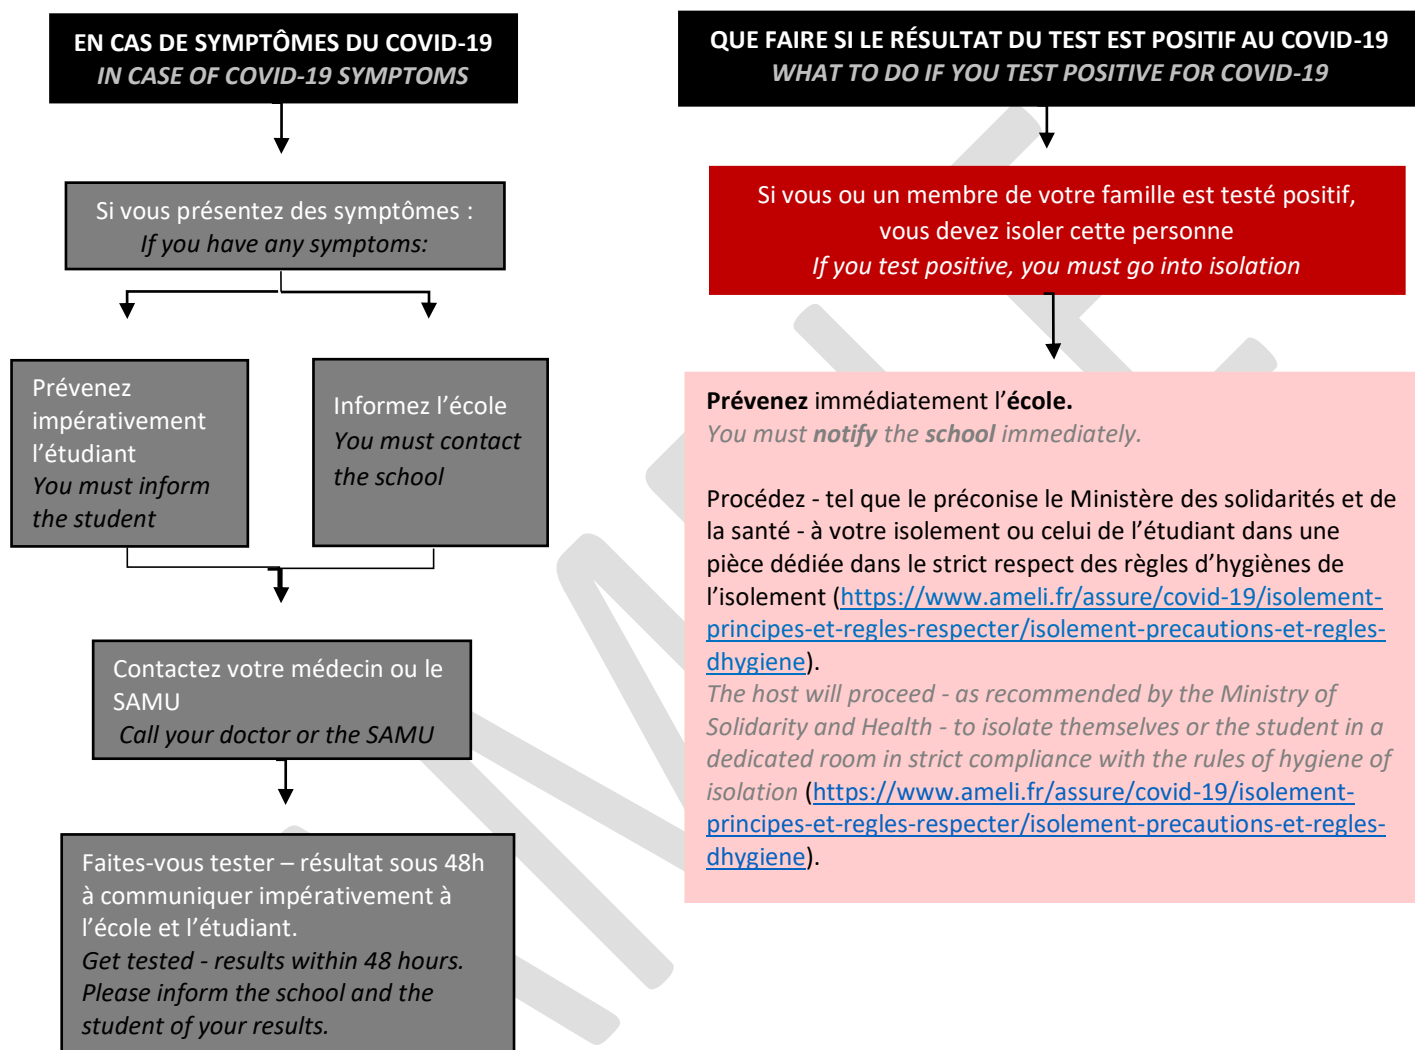 EN CAS DE SYMPTÔMES DU COVID-19
IN CASE OF COVID-19 SYMPTOMS
Si vous présentez des symptômes :
If you have any symptoms:
Prévenez
impérativement
l’étudiant
You must inform
the student
Informez l’école
You must contact
the school
Contactez votre médecin ou le
SAMU
Call your doctor or the SAMU
Faites-vous tester – résultat sous 48h
à communiquer impérativement à
l’école et l’étudiant.
Get tested - results within 48 hours.
Please inform the school and the
student of your results.
QUE FAIRE SI LE RÉSULTAT DU TEST EST POSITIF AU COVID-19
WHAT TO DO IF YOU TEST POSITIVE FOR COVID-19
Si vous ou un membre de votre famille est testé positif,
vous devez isoler cette personne
If you test positive, you must go into isolation
Prévenez immédiatement l’école.
You must notify the school immediately.
Procédez - tel que le préconise le Ministère des solidarités et de
la santé - à votre isolement ou celui de l’étudiant dans une
pièce dédiée dans le strict respect des règles d’hygiènes de
l’isolement (https://www.ameli.fr/assure/covid-19/isolement-
principes-et-regles-respecter/isolement-precautions-et-regles-
dhygiene).
The host will proceed - as recommended by the Ministry of
Solidarity and Health - to isolate themselves or the student in a
dedicated room in strict compliance with the rules of hygiene of
isolation (https://www.ameli.fr/assure/covid-19/isolement-
principes-et-regles-respecter/isolement-precautions-et-regles-
dhygiene).